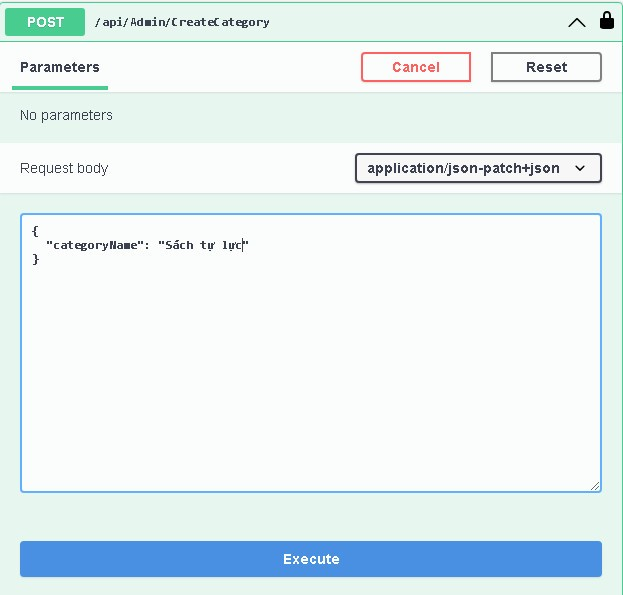 POST /api/Admin/CreateCategory
Parameters
Cancel
Reset
No parameters
Request body
application/json-patch+json
{
"categoryName": "Sách tự lực"
}
Execute